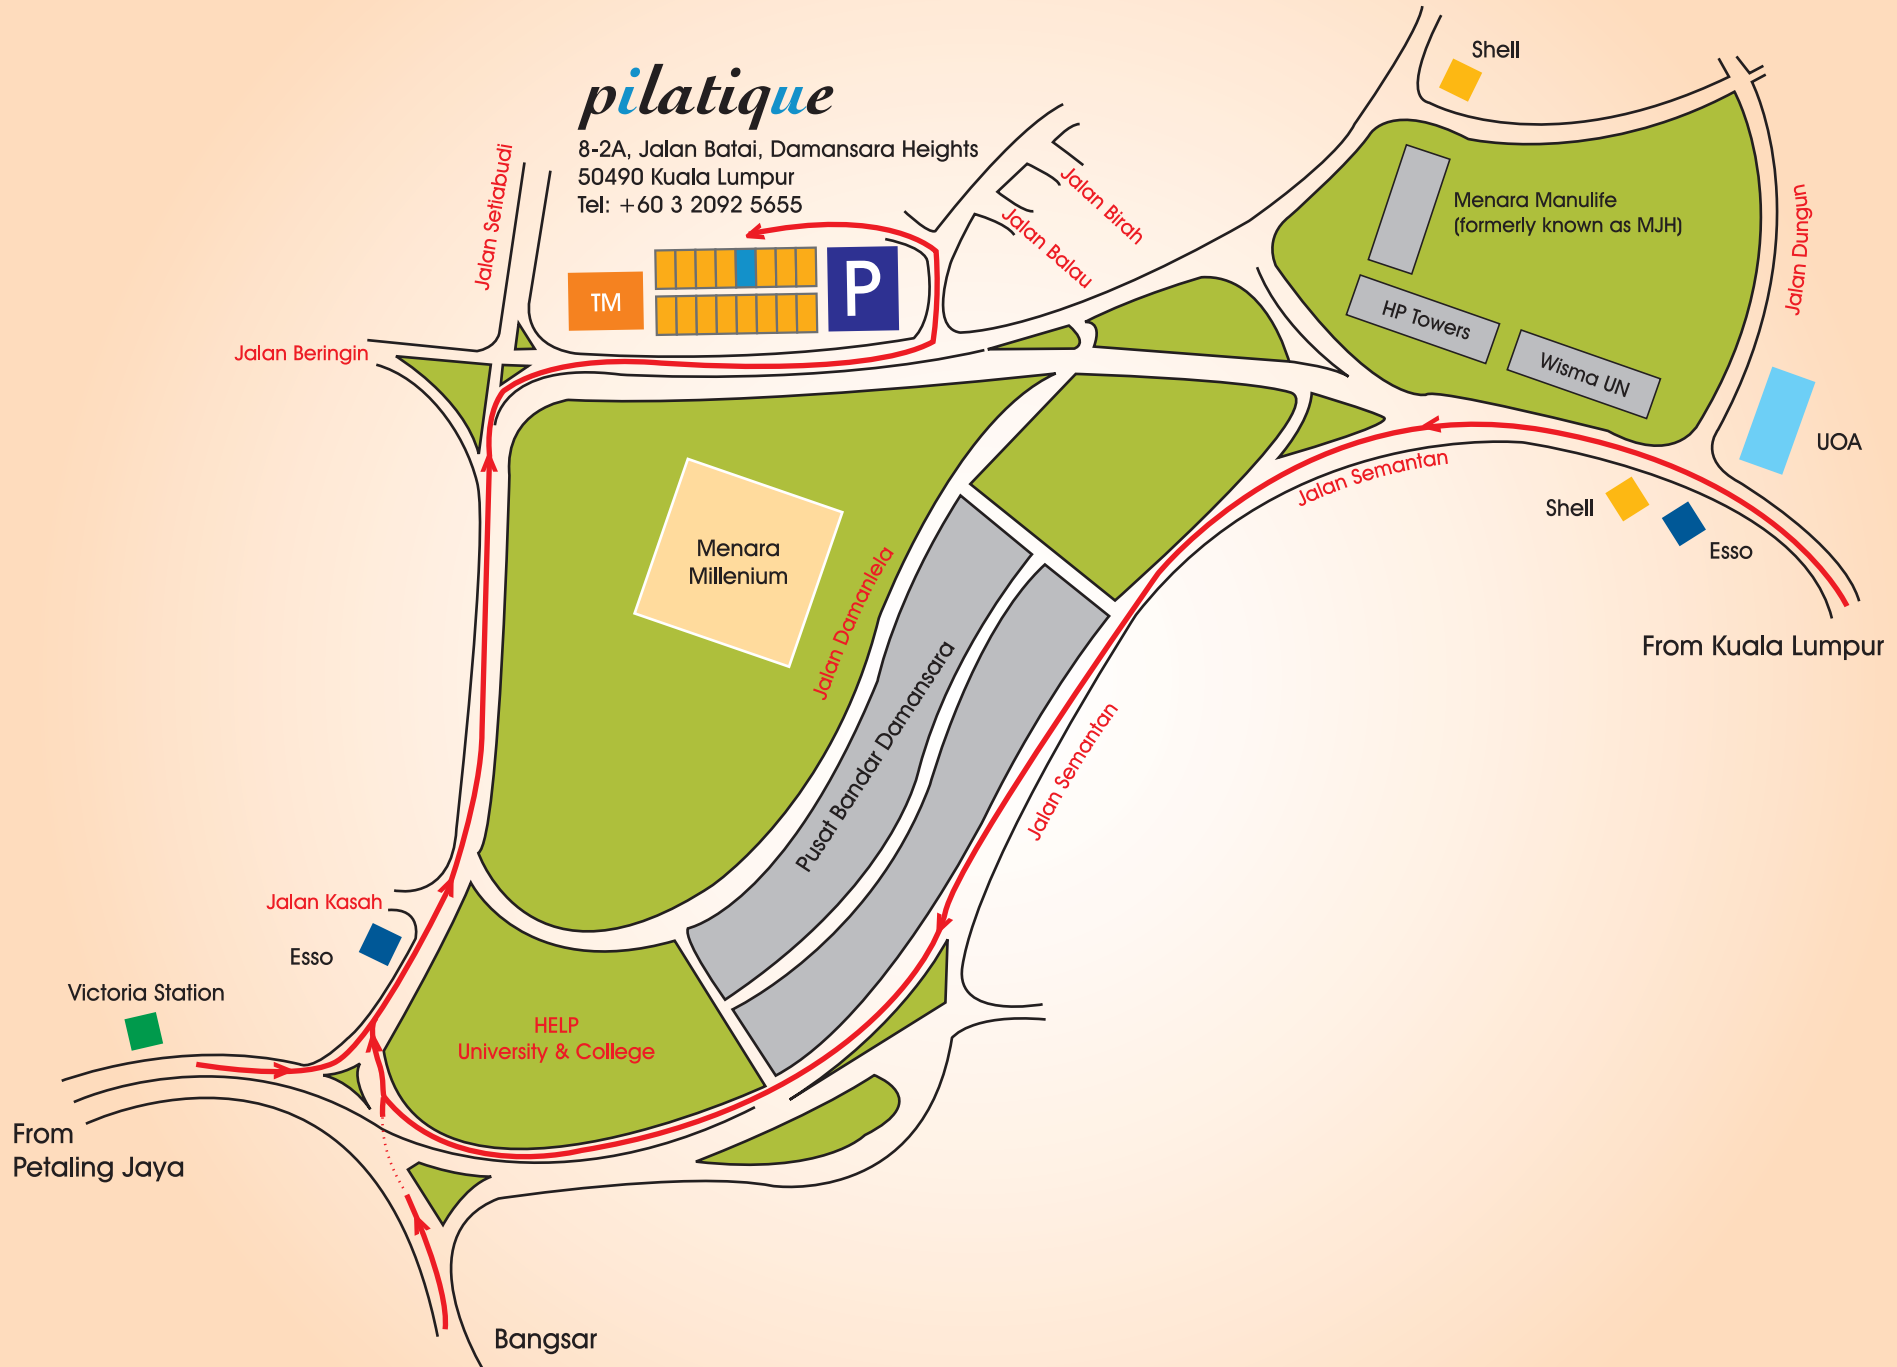 Shell
pilatique
8-2A, Jalan Batai, Damansara Heights
50490 Kuala Lumpur
Tel: +60 3 2092 5655
Jalan Setiabudi
Jalan Birah
Jalan Balau
Menara Manulife
(formerly known as MJH)
Jalan Dungun
TM
P
HP Towers
Wisma UN
Jalan Beringin
UOA
Jalan Semantan
Shell
Esso
Menara
Millenium
Jalan Damanlela
From Kuala Lumpur
Pusat Bandar Damansara
Jalan Semantan
Jalan Kasah
Esso
Victoria Station
HELP
University & College
From
Petaling Jaya
Bangsar